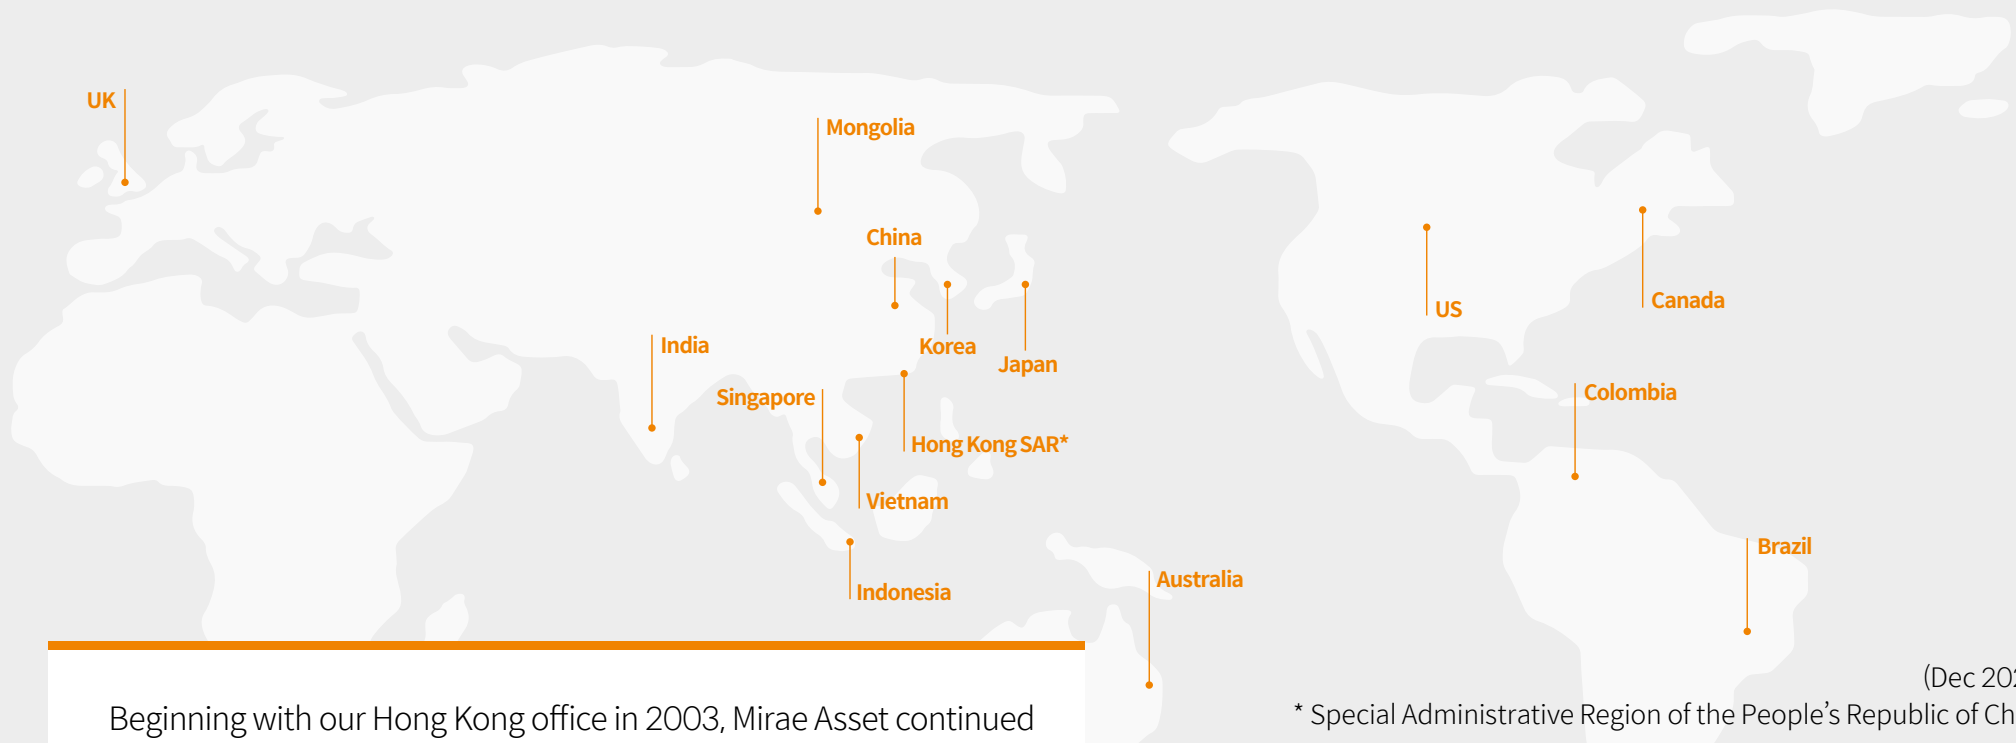 UK
Mongolia
China
US
Canada
India
Korea
Japan
Singapore
Colombia
Hong Kong SAR*
Vietnam
Brazil
Australia
Indonesia
(Dec
* Special Administrative Region of the People’s Republic of
Beginning with our Hong Kong office in 2003, Mirae Asset continued